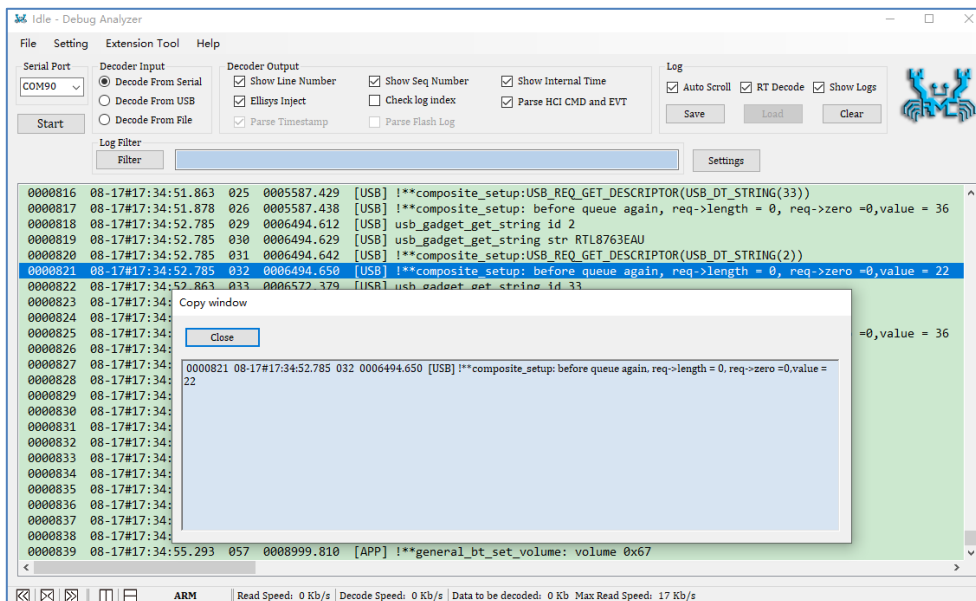 Idle - Debug Analyzer
File Setting Extension Tool Help
Serial Port Decoder Input Decoder Output Log
COM90 Decode From Serial Show Line Number Show Seq Number Show Internal Time Auto Scroll RT Decode Show Logs
Decode From USB Ellisys Inject Check log index Parse HCI CMD and EVT
Start Decode From File Parse Timestamp Parse Flash Log Save Load Clear
ARM
Log Filter
Filter Settings
0000816 08-17#17:34:51.863 025 0005587.429 [USB] !**composite_setup:USB_REQ_GET_DESCRIPTOR(USB_DT_STRING(33))
0000817 08-17#17:34:51.878 026 0005587.438 [USB] !**composite_setup: before queue again, req->length = 0, req->zero =0,value = 36
0000818 08-17#17:34:52.785 029 0006494.612 [USB] usb_gadget_get_string id 2
0000819 08-17#17:34:52.785 030 0006494.629 [USB] usb_gadget_get_string str RTL8763EAU
0000820 08-17#17:34:52.785 031 0006494.642 [USB] !**composite_setup:USB_REQ_GET_DESCRIPTOR(USB_DT_STRING(2))
0000821 08-17#17:34:52.785 032 0006494.650 [USB] !**composite_setup: before queue again, req->length = 0, req->zero =0,value = 22
0000822 08-17#17:34:52.863 033 0006572.379 [USB] usb_gadget_get_string id 33
0000823 08-17#17:34:
Copy window
0000824 08-17#17:34:
0000825 08-17#17:34: =0,value = 36
Close
0000826 08-17#17:34:
0000827 08-17#17:34:
0000821 08-17#17:34:52.785 032 0006494.650 [USB] !**composite_setup: before queue again, req->length = 0, req->zero =0,value =
22
0000828 08-17#17:34:
0000829 08-17#17:34:
0000830 08-17#17:34:
0000831 08-17#17:34:
0000832 08-17#17:34:
0000833 08-17#17:34:
0000834 08-17#17:34:
0000835 08-17#17:34:
0000836 08-17#17:34:
0000837 08-17#17:34:
0000838 08-17#17:34:
0000839 08-17#17:34:55.293 057 0008999.810 [APP] !**general_bt_set_volume: volume 0x67
ARM Read Speed: 0 Kb/s Decode Speed: 0 Kb/s Data to be decoded: 0 Kb Max Read Speed: 17 Kb/s